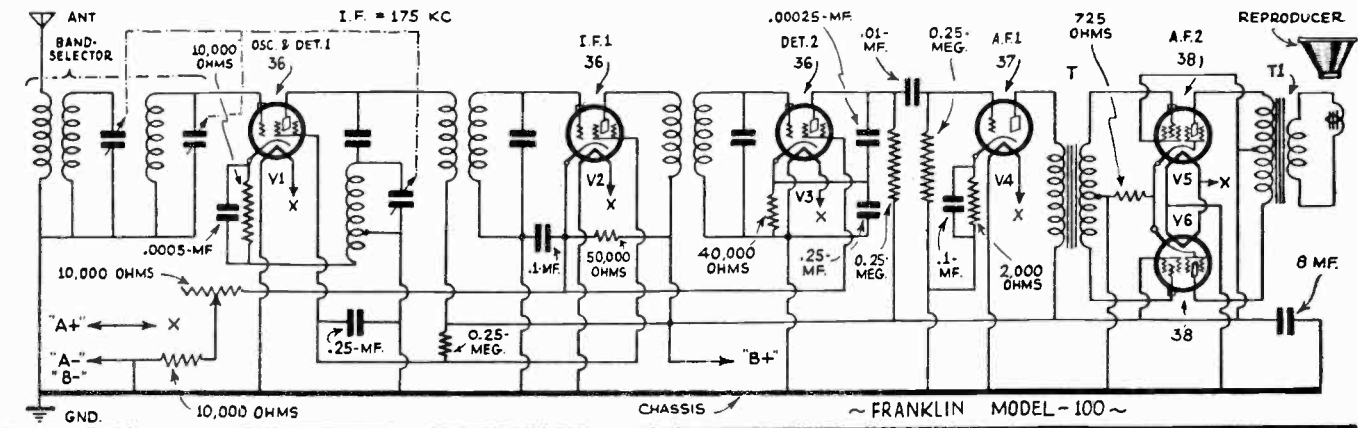 ANT
BAND-
SELECTOR
I.F. = 175 KC
10,000
OHMS
OSC. & DET.1
36
I.F.1
36
.00025-MF.
DET.2
36
.01-
MF.
0.25-
MEG.
A.F.1
37
725
OHMS
T
A.F.2
38
T1
REPRODUCER
V1
X
V2
X
V3
X
V4
X
V5
X
V6
.0005-MF
.1-MF.
50,000
OHMS
40,000
OHMS
.25-
MF.
0.25-
MEG.
.1-
MF.
2,000
OHMS
8 MF.
38
10,000 OHMS
"A+"
X
.25-MF.
0.25-
MEG.
"B+"
"A-"
"B-"
10,000 OHMS
GND.
CHASSIS
~FRANKLIN MODEL-100~